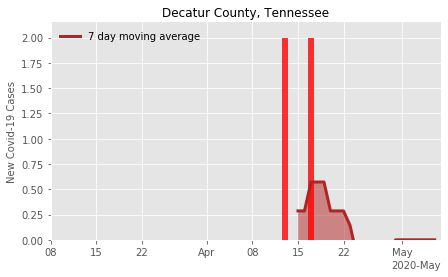 Decatur County, Tennessee
7 day moving average
New Covid-19 Cases
2.00
1.75
1.50
1.25
1.00
0.75
0.50
0.25
0.00
08 15 22 Apr 08 15 22 May
2020-May